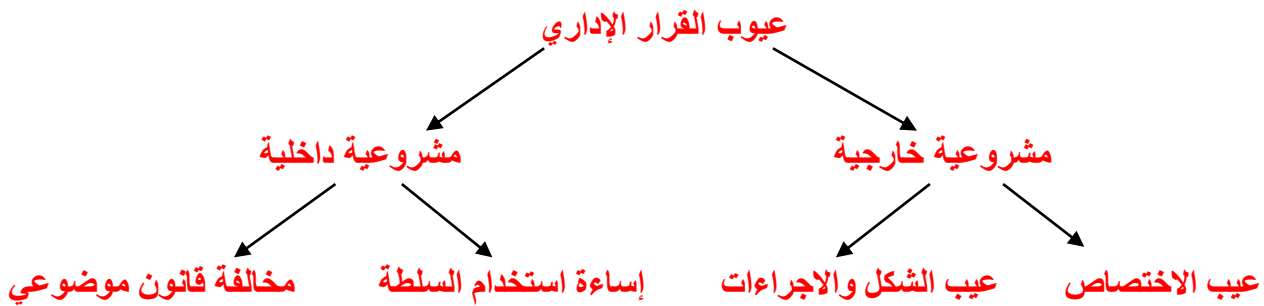 عيوب القرار الإداري
مشروعية خارجية
مشروعية داخلية
عيب الاختصاص
عيب الشكل والاجراءات
إساءة استخدام السلطة
مخالفة قانون موضوعي